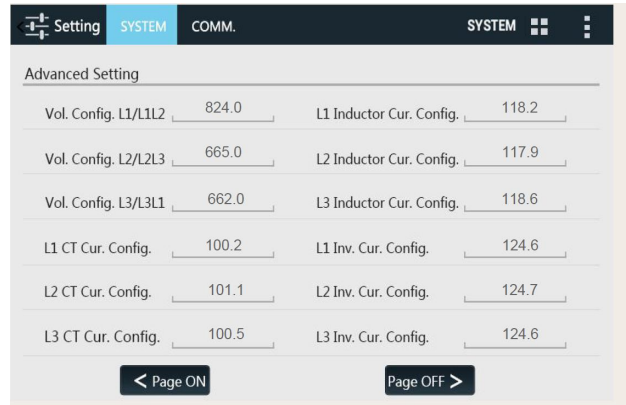 Setting SYSTEM COMM. SYSTEM
Advanced Setting
Vol. Config. L1/L1L2 824.0 L1 Inductor Cur. Config. 118.2
Vol. Config. L2/L2L3 665.0 L2 Inductor Cur. Config. 117.9
Vol. Config. L3/L3L1 662.0 L3 Inductor Cur. Config. 118.6
L1 CT Cur. Config. 100.2 L1 Inv. Cur. Config. 124.6
L2 CT Cur. Config. 101.1 L2 Inv. Cur. Config. 124.7
L3 CT Cur. Config. 100.5 L3 Inv. Cur. Config. 124.6
< Page ON Page OFF >